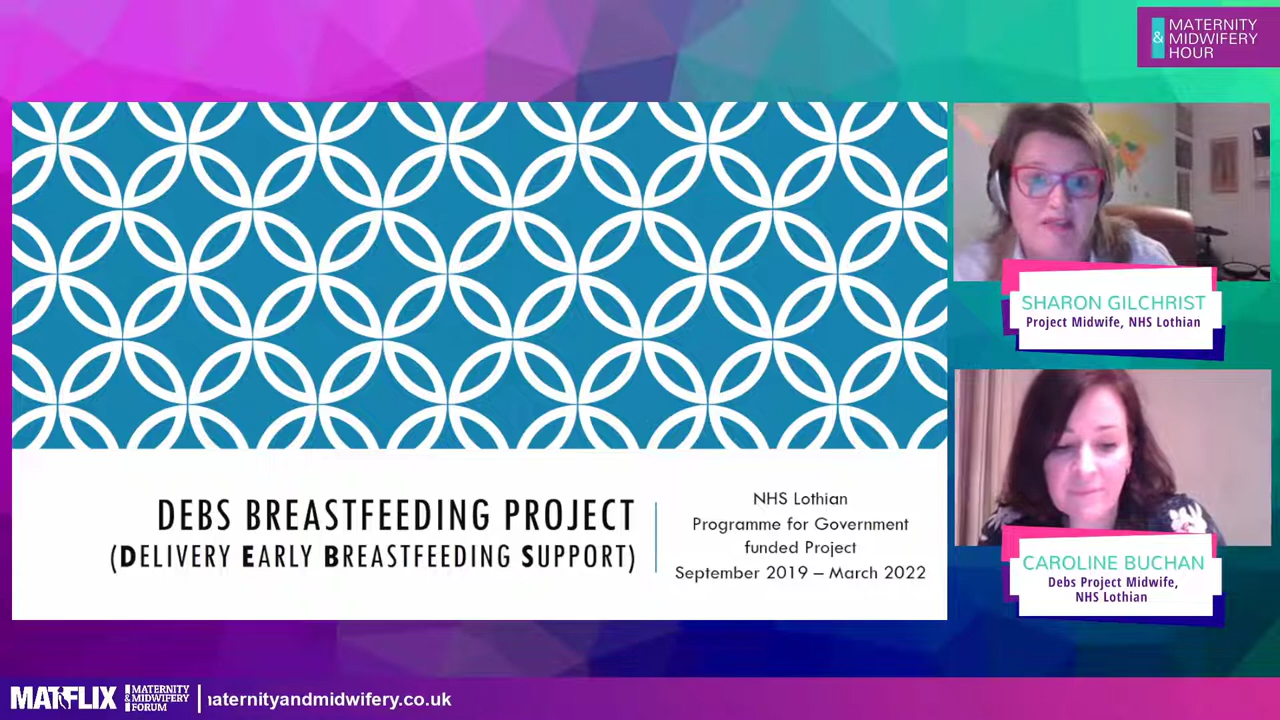 MATERNITY
& MIDWIFERY
HOUR
DEBS BREASTFEEDING PROJECT
(DELIVERY EARLY BREASTFEEDING SUPPORT)
NHS Lothian
Programme for Government
funded Project
September 2019 – March 2022
SHARON GILCHRIST
Project Midwife, NHS Lothian
CAROLINE BUCHAN
Debs Project Midwife,
NHS Lothian
MATFLIX
MATERNITY
& MIDWIFERY
FORUM
aternityandmidwifery.co.uk